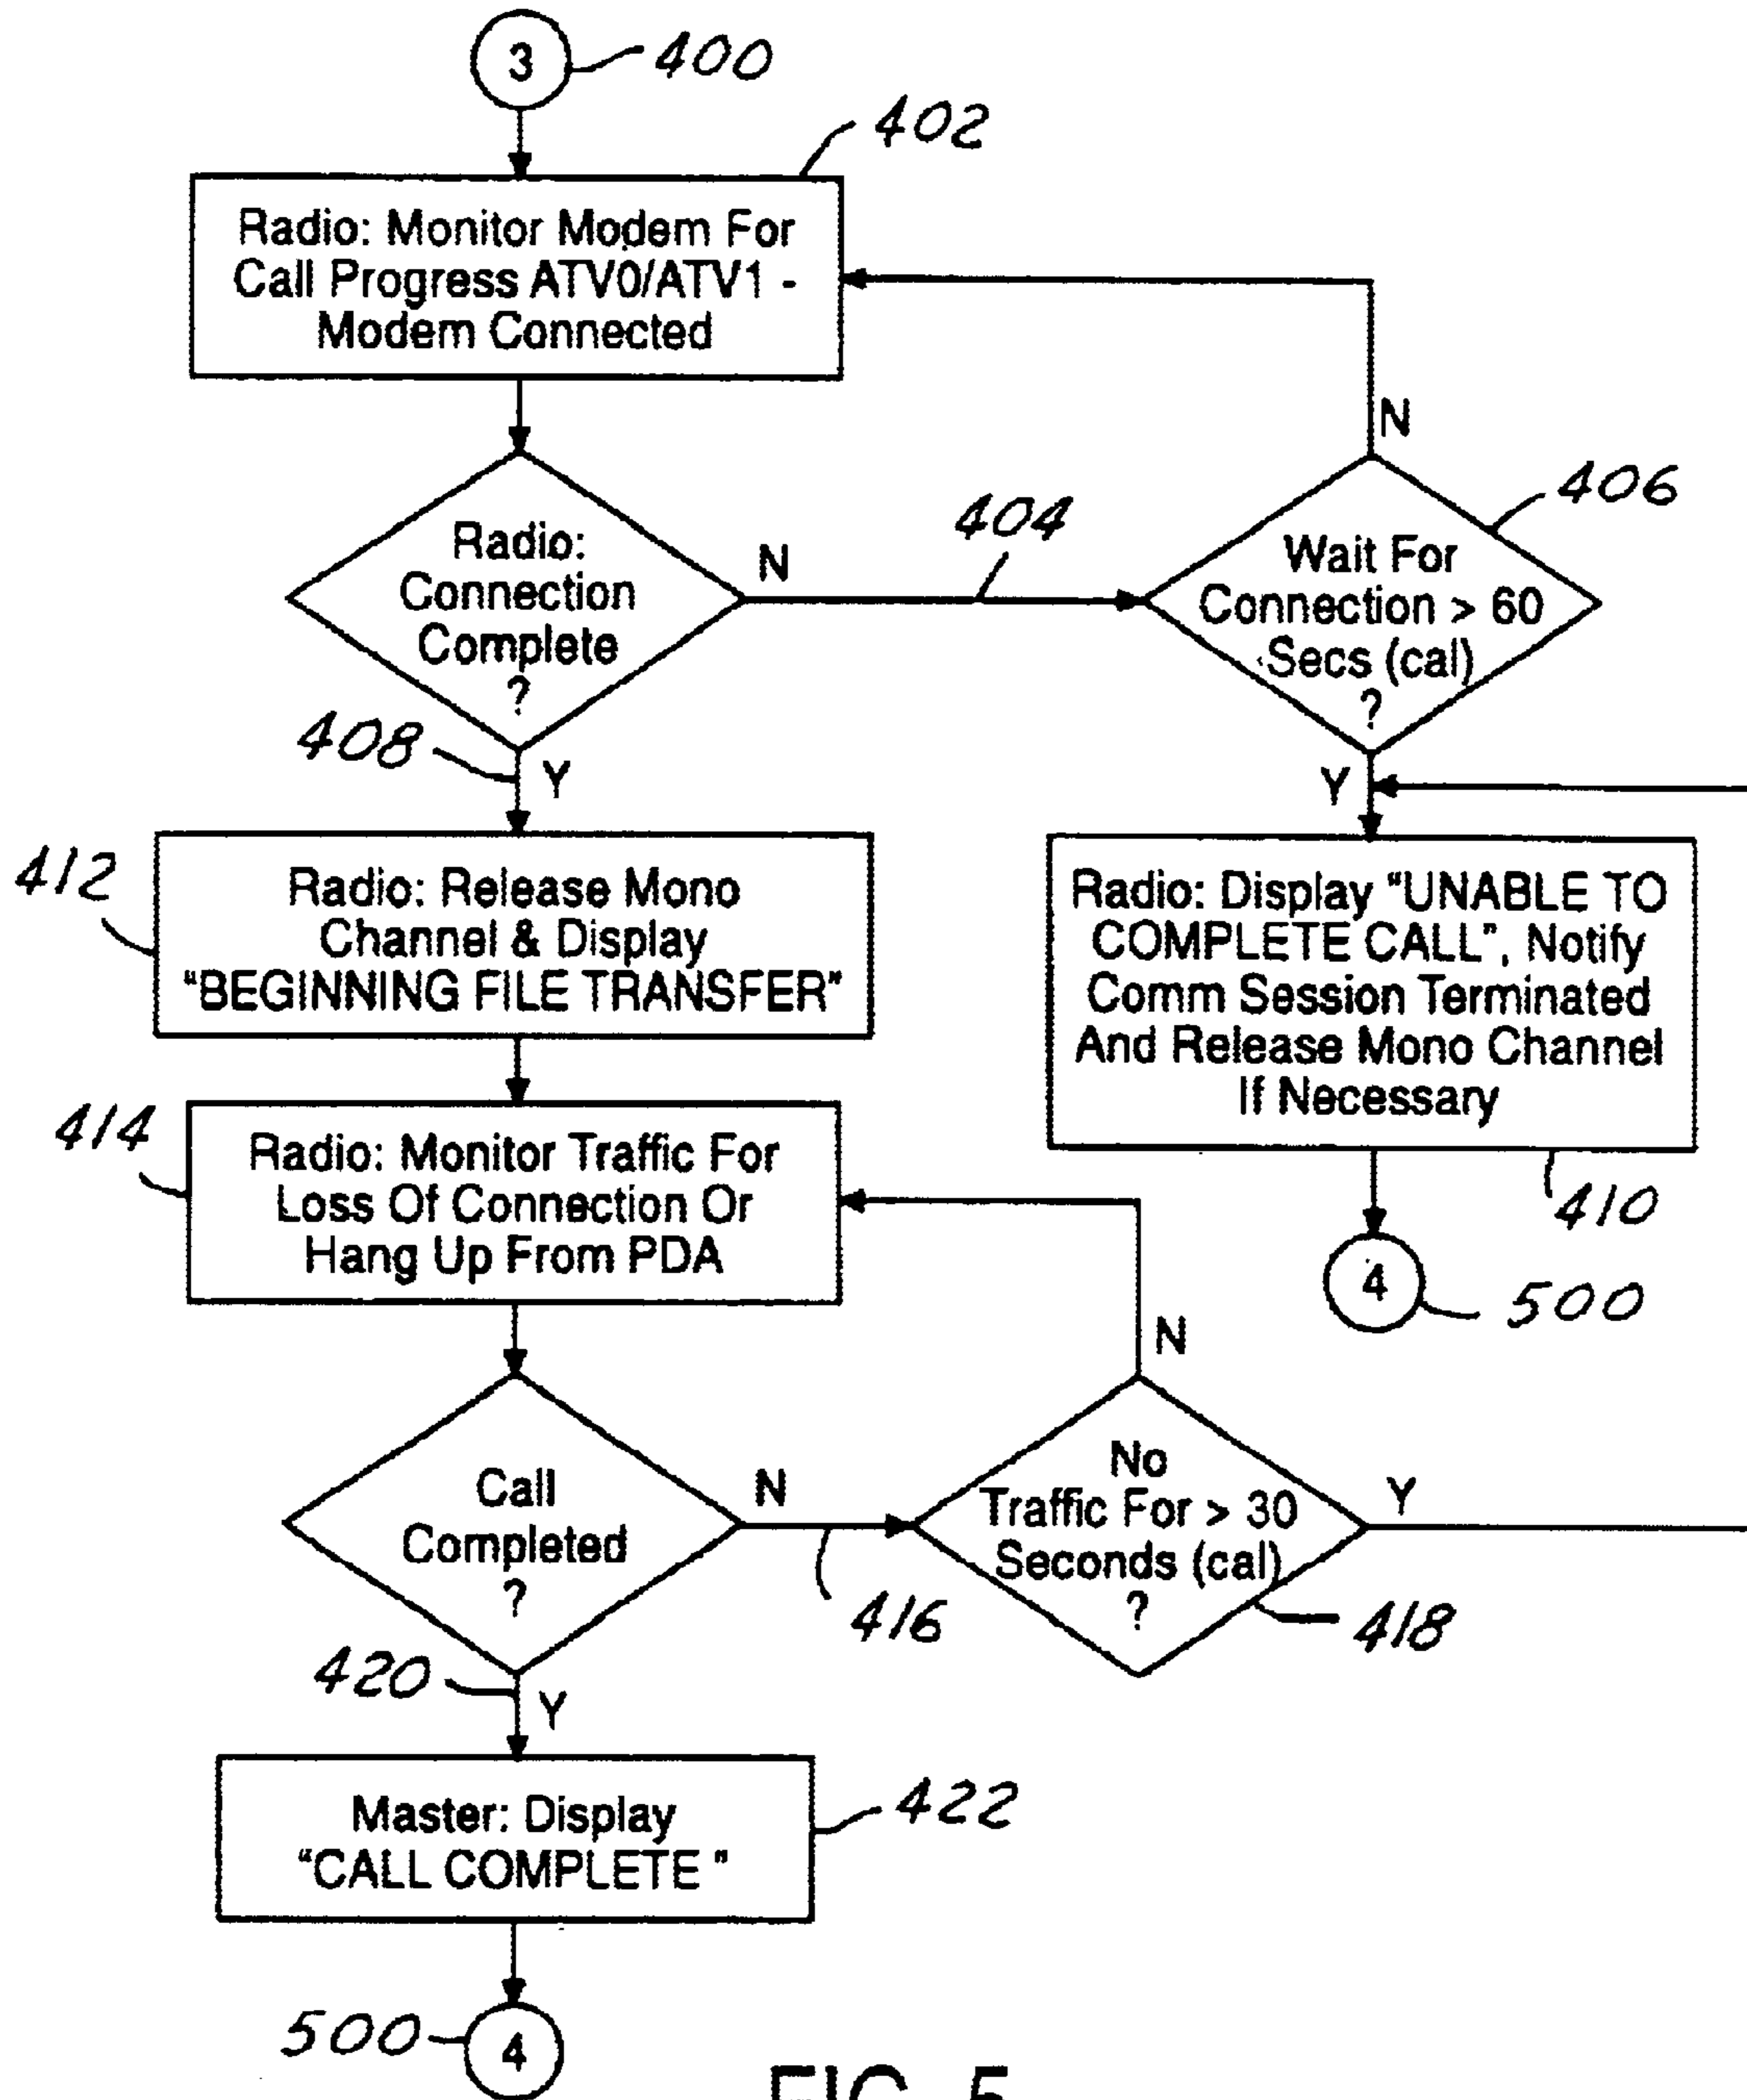 3
400
402
Radio: Monitor Modem For
Call Progress ATV0/ATV1 -
Modem Connected
N
406
404
Radio:
Connection
Complete
?
N
Wait For
Connection > 60
Secs (cal)
?
408
Y
Y
412
Radio: Release Mono
Channel & Display
"BEGINNING FILE TRANSFER"
Radio: Display "UNABLE TO
COMPLETE CALL", Notify
Comm Session Terminated
And Release Mono Channel
If Necessary
410
4
500
414
Radio: Monitor Traffic For
Loss Of Connection Or
Hang Up From PDA
N
Call
Completed
?
N
416
No
Traffic For > 30
Seconds (cal)
?
Y
418
420
Y
Master: Display
"CALL COMPLETE "
422
500
4
FIG. 5